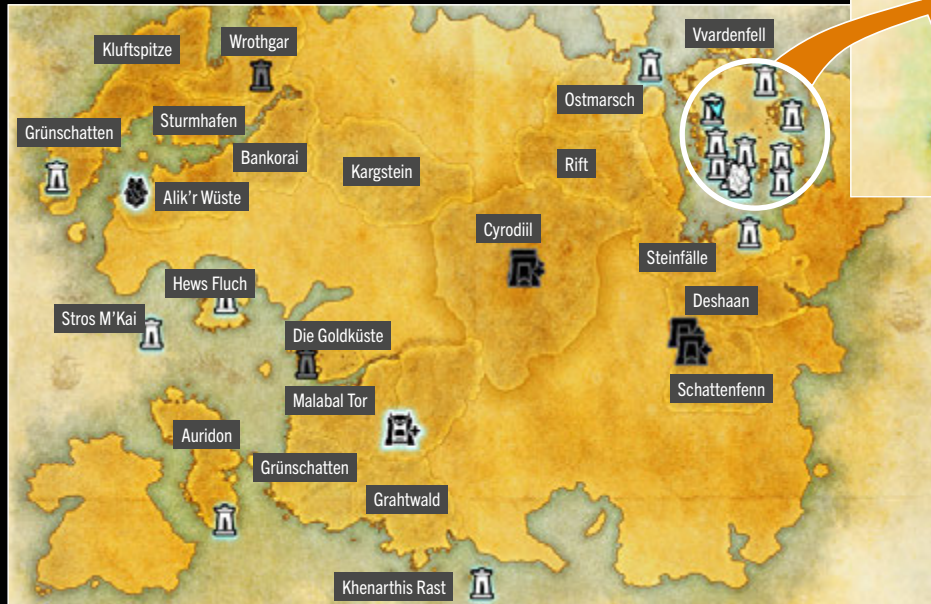 Vvardenfell
Wrothgar
Kluftspitze
Ostmarsch
Sturmhafen
Grünschatten
Bankorai
Rift
Kargstein
Alik'r Wüste
Cyrodiil
Steinfälle
Hews Fluch
Deshaan
Stros M'Kai
Die Goldküste
Schattenfenn
Malabal Tor
Auridon
Grünschatten
Grahtwald
Khenarthis Rast